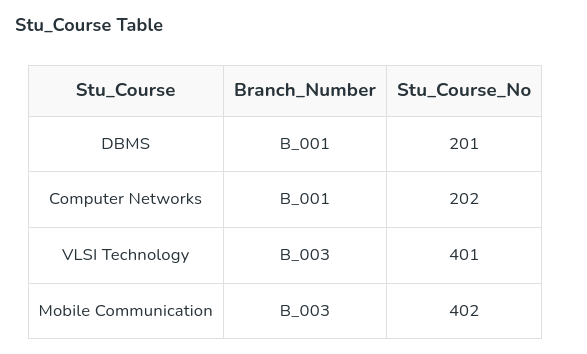 Stu_Course Table
Stu_Course Branch_Number Stu_Course_No
DBMS B_001 201
Computer Networks B_001 202
VLSI Technology B_003 401
Mobile Communication B_003 402